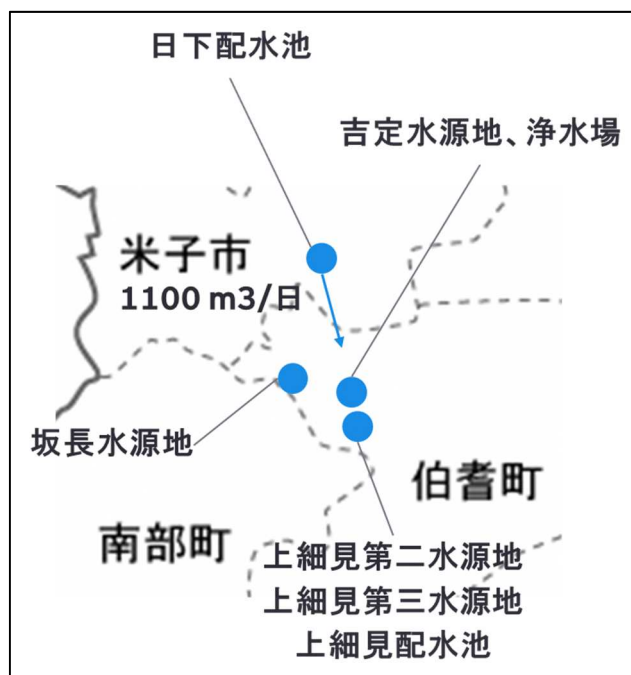 日下配水池
吉定水源地、浄水場
米子市
1100 m3/日
坂長水源地
伯耆町
南部町
上細見第二水源地
上細見第三水源地
上細見配水池